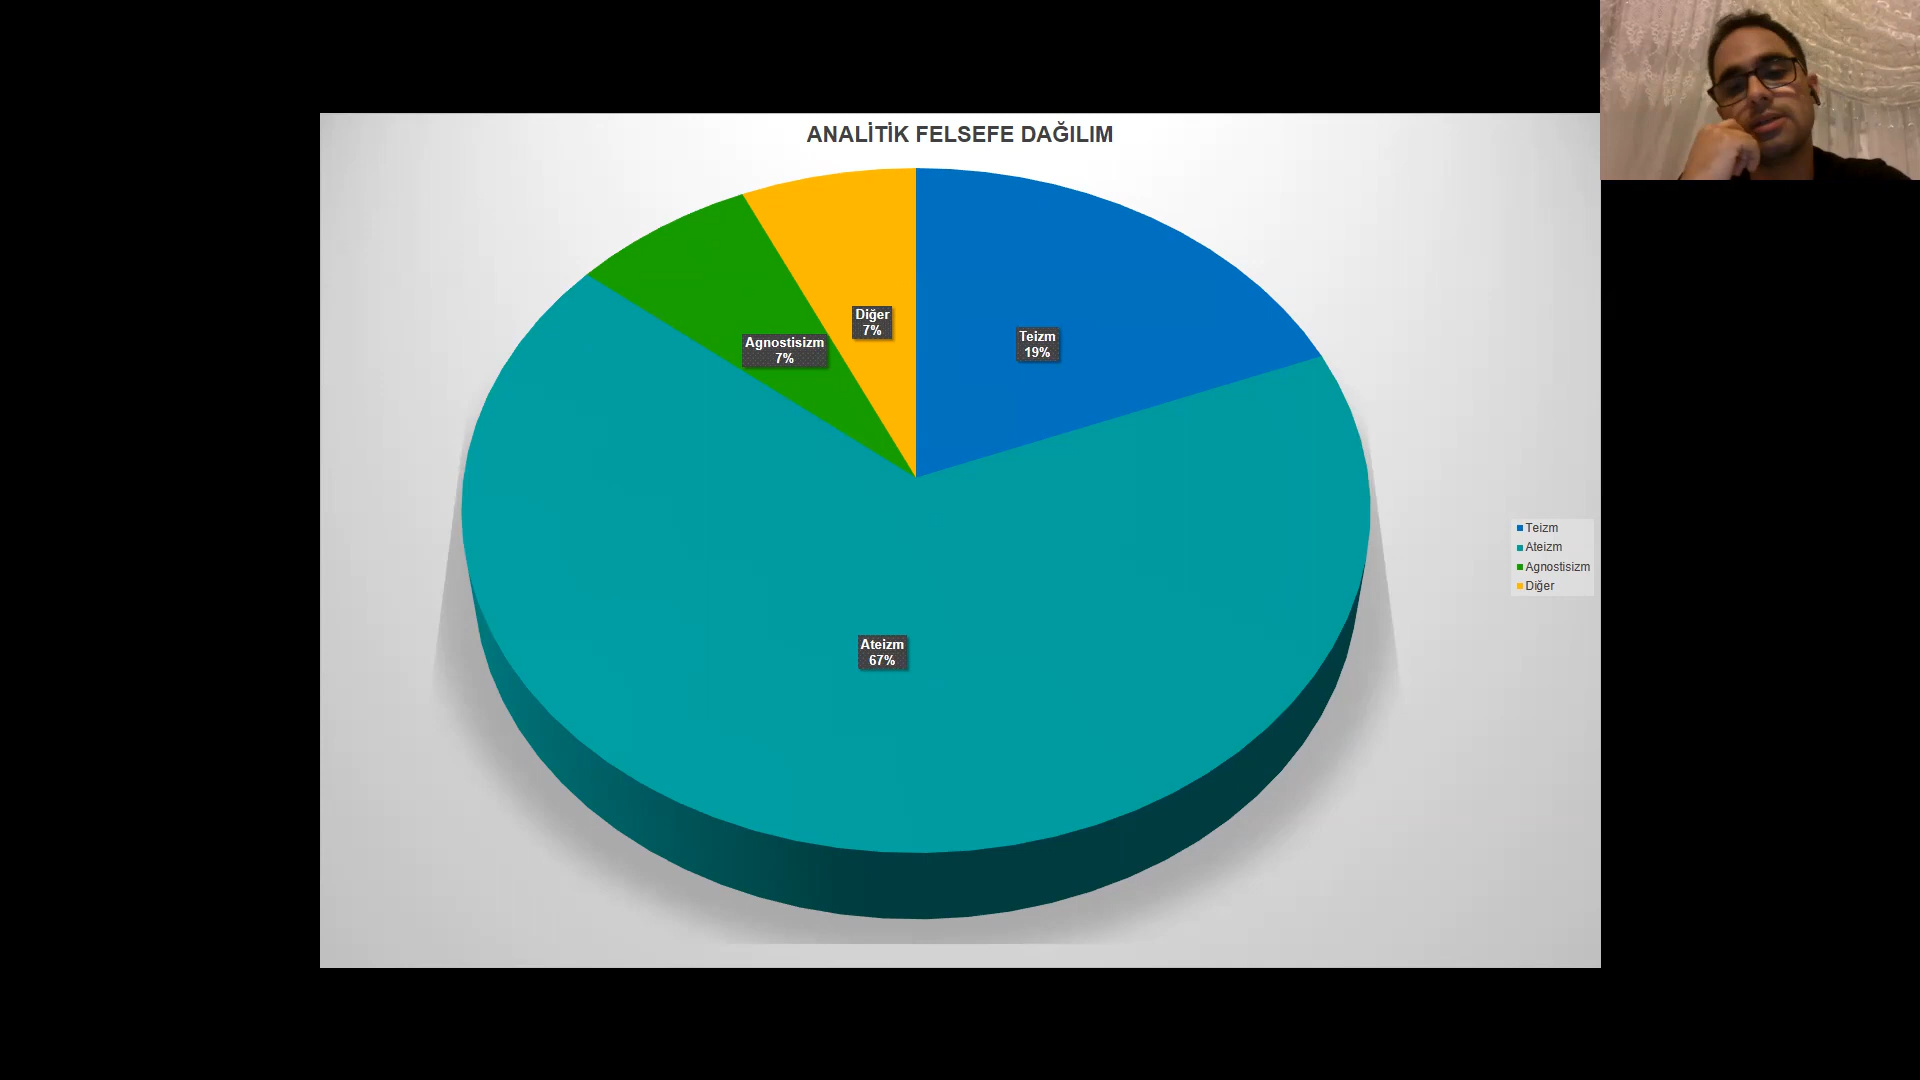 ANALİTİK FELSEFE DAĞILIM
Diğer
7%
Teizm
19%
Agnostisizm
7%
Ateizm
67%
Teizm
Ateizm
Agnostisizm
Diğer